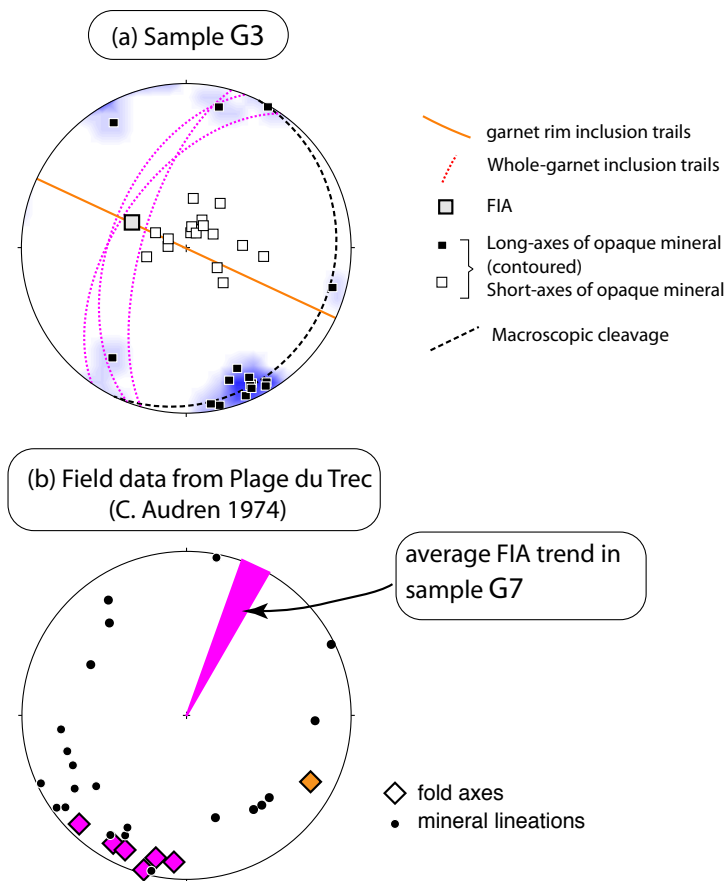 (a) Sample G3
garnet rim inclusion trails
Whole-garnet inclusion trails
FIA
Long-axes of opaque mineral
(contoured)
Short-axes of opaque mineral
Macroscopic cleavage
(b) Field data from Plage du Trec
(C. Audren 1974)
average FIA trend in
sample G7
fold axes
mineral lineations